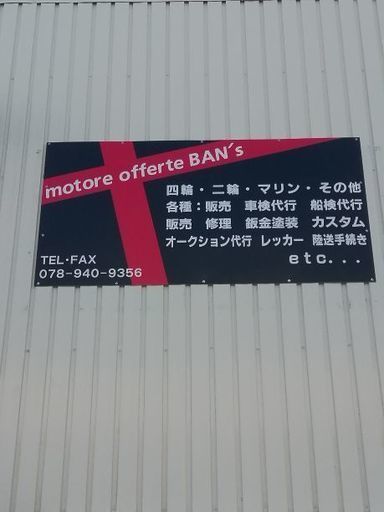 motore offerte BAN's
四輪・二輪・マリン・その他
各種：販売 車検代行 船検代行
販売 修理 鈑金塗装 カスタム
オークション代行 レッカー 陸送手続き
etc...
TEL・FAX
078-940-9356